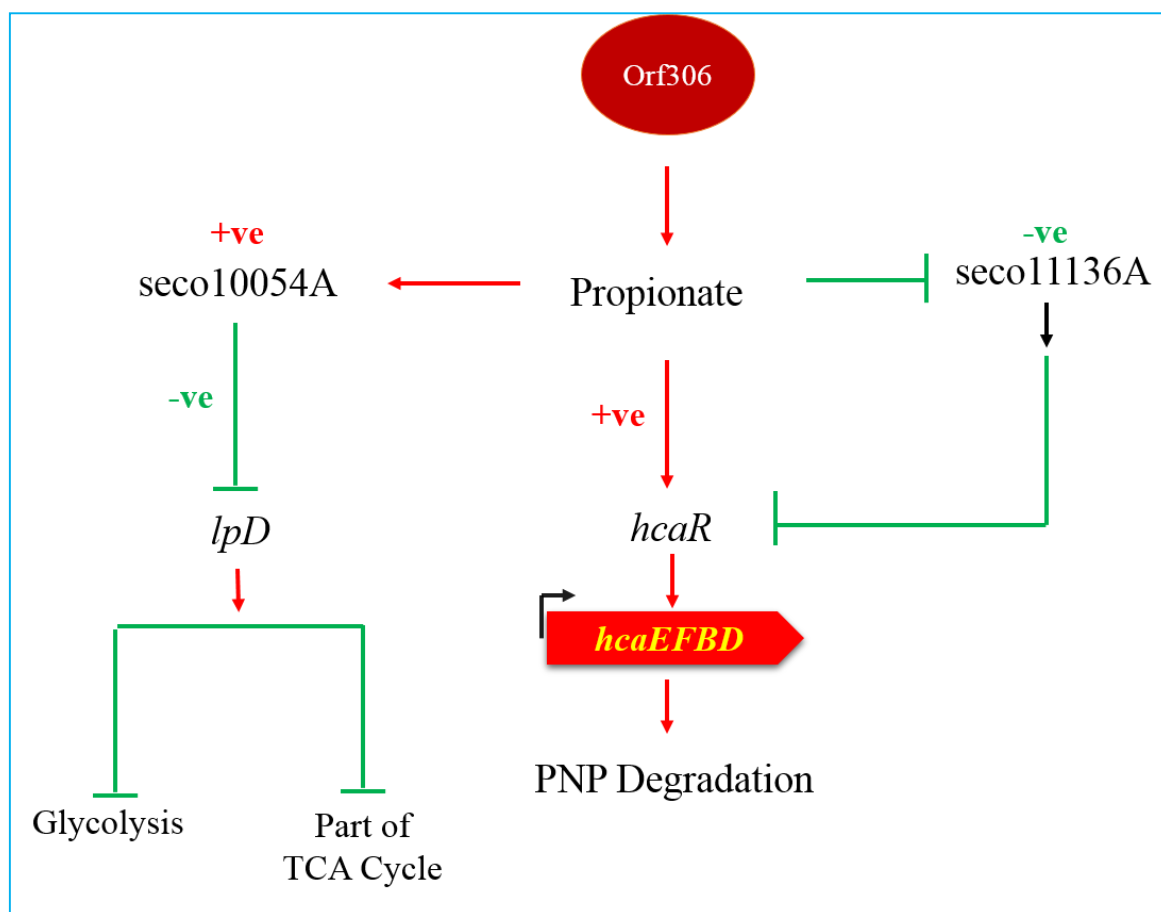 Orf306
+ve
seco10054A
Propionate
-ve
seco11136A
-ve
+ve
lpD
hcaR
hcaEFBD
PNP Degradation
Glycolysis
Part of
TCA Cycle